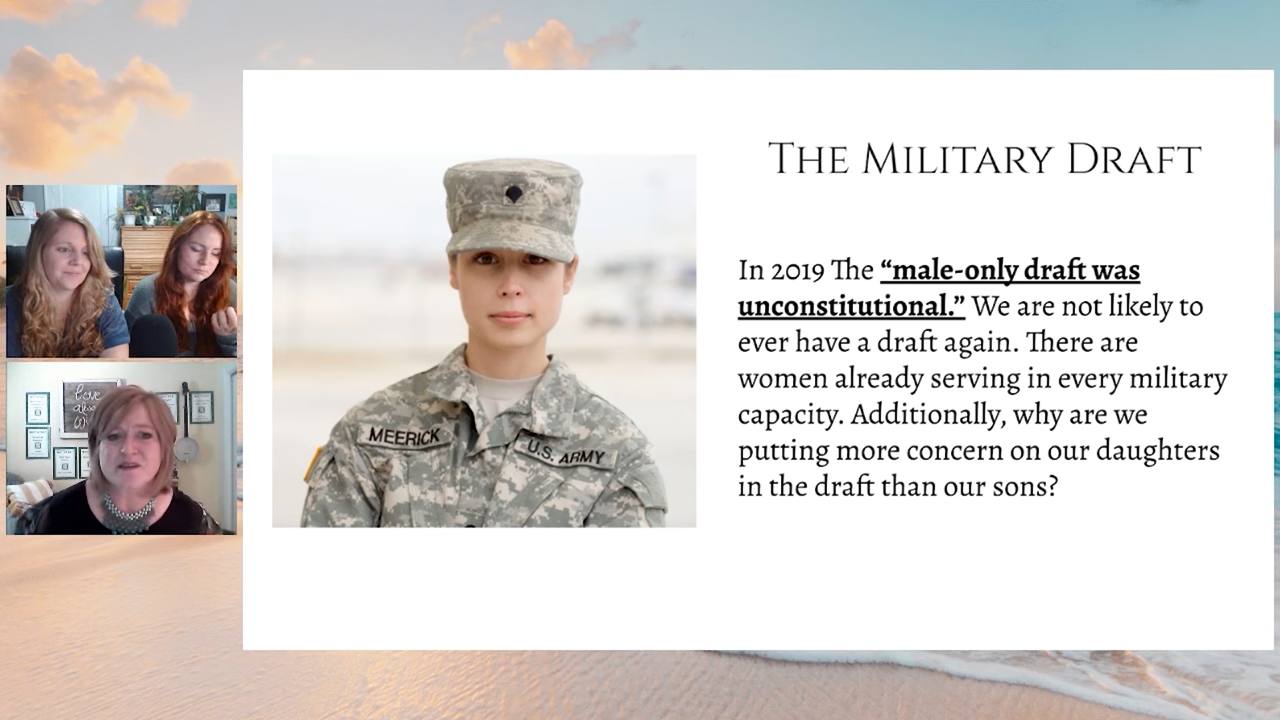 The Military Draft
In 2019 The “male-only draft was
unconstitutional.” We are not likely to
ever have a draft again. There are
women already serving in every military
capacity. Additionally, why are we
putting more concern on our daughters
in the draft than our sons?
MEERICK
U.S. ARMY
love